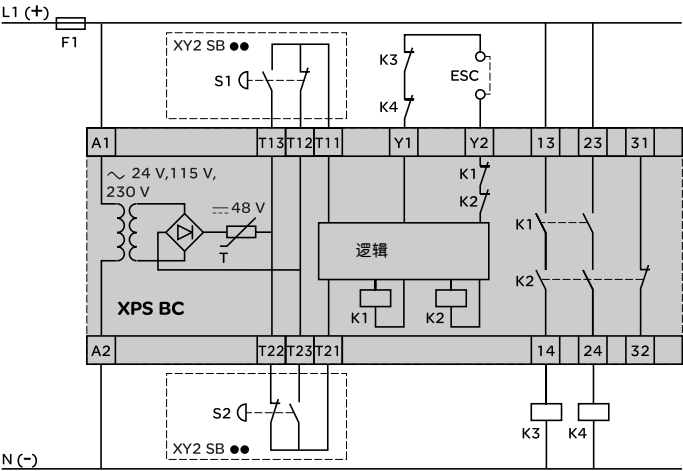 L1 (+)
F1
XY2 SB ●●
S1
K3
K4
ESC
A1 T13 T12 T11 Y1 Y2 13 23 31
～ 24 V,115 V,
230 V
48 V
T
K1
K2
逻辑
K1
K2
XPS BC
K1
K2
A2 T22 T23 T21 14 24 32
S2
XY2 SB ●●
K3
K4
N (-)